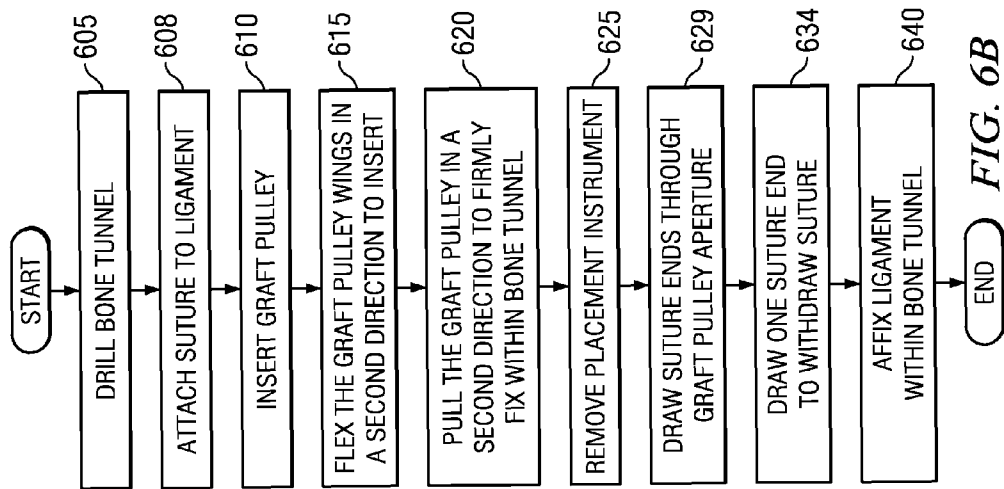 START
605
DRILL BONE TUNNEL
608
ATTACH SUTURE TO LIGAMENT
610
INSERT GRAFT PULLEY
615
FLEX THE GRAFT PULLEY WINGS IN
A SECOND DIRECTION TO INSERT
620
PULL THE GRAFT PULLEY IN A
SECOND DIRECTION TO FIRMLY
FIX WITHIN BONE TUNNEL
625
REMOVE PLACEMENT INSTRUMENT
629
DRAW SUTURE ENDS THROUGH
GRAFT PULLEY APERTURE
634
DRAW ONE SUTURE END
TO WITHDRAW SUTURE
640
AFFIX LIGAMENT
WITHIN BONE TUNNEL
END
FIG. 6B